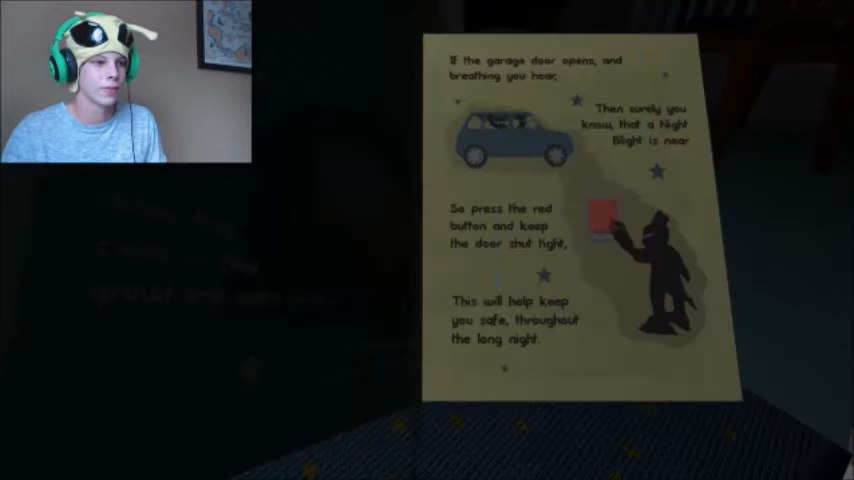 If the garage door opens, and
breathing you hear,
Then surely you
know, that a Night
Blight is near
So press the red
button and keep
the door shut tight,
This will help keep
you safe, throughout
the long night.